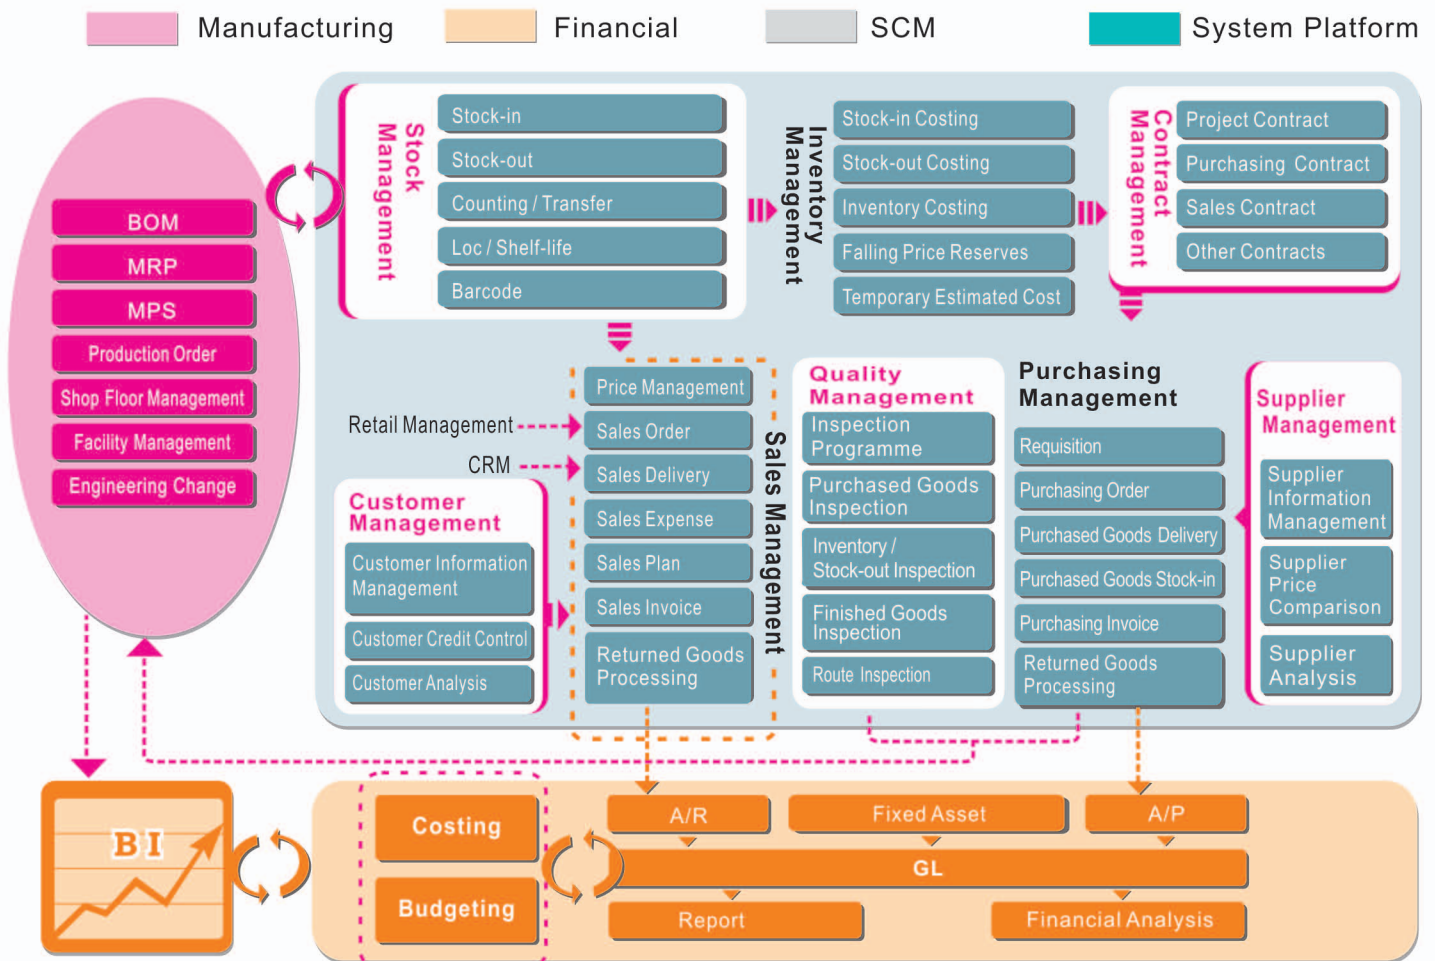 Manufacturing
Financial
SCM
System Platform
BOM
MRP
MPS
Production Order
Shop Floor Management
Facility Management
Engineering Change
Stock
Management
Stock-in
Stock-out
Counting / Transfer
Loc / Shelf-life
Barcode
Inventory
Management
Stock-in Costing
Stock-out Costing
Inventory Costing
Falling Price Reserves
Temporary Estimated Cost
Contract
Management
Project Contract
Purchasing Contract
Sales Contract
Other Contracts
Retail Management
CRM
Customer
Management
Customer Information
Management
Customer Credit Control
Customer Analysis
Price Management
Sales Order
Sales Delivery
Sales Expense
Sales Plan
Sales Invoice
Returned Goods
Processing
Sales Management
Quality
Management
Inspection
Programme
Purchased Goods
Inspection
Inventory /
Stock-out Inspection
Finished Goods
Inspection
Route Inspection
Purchasing
Management
Requisition
Purchasing Order
Purchased Goods Delivery
Purchased Goods Stock-in
Purchasing Invoice
Returned Goods
Processing
Supplier
Management
Supplier
Information
Management
Supplier
Price
Comparison
Supplier
Analysis
BI
Costing
Budgeting
A/R
Fixed Asset
A/P
GL
Report
Financial Analysis